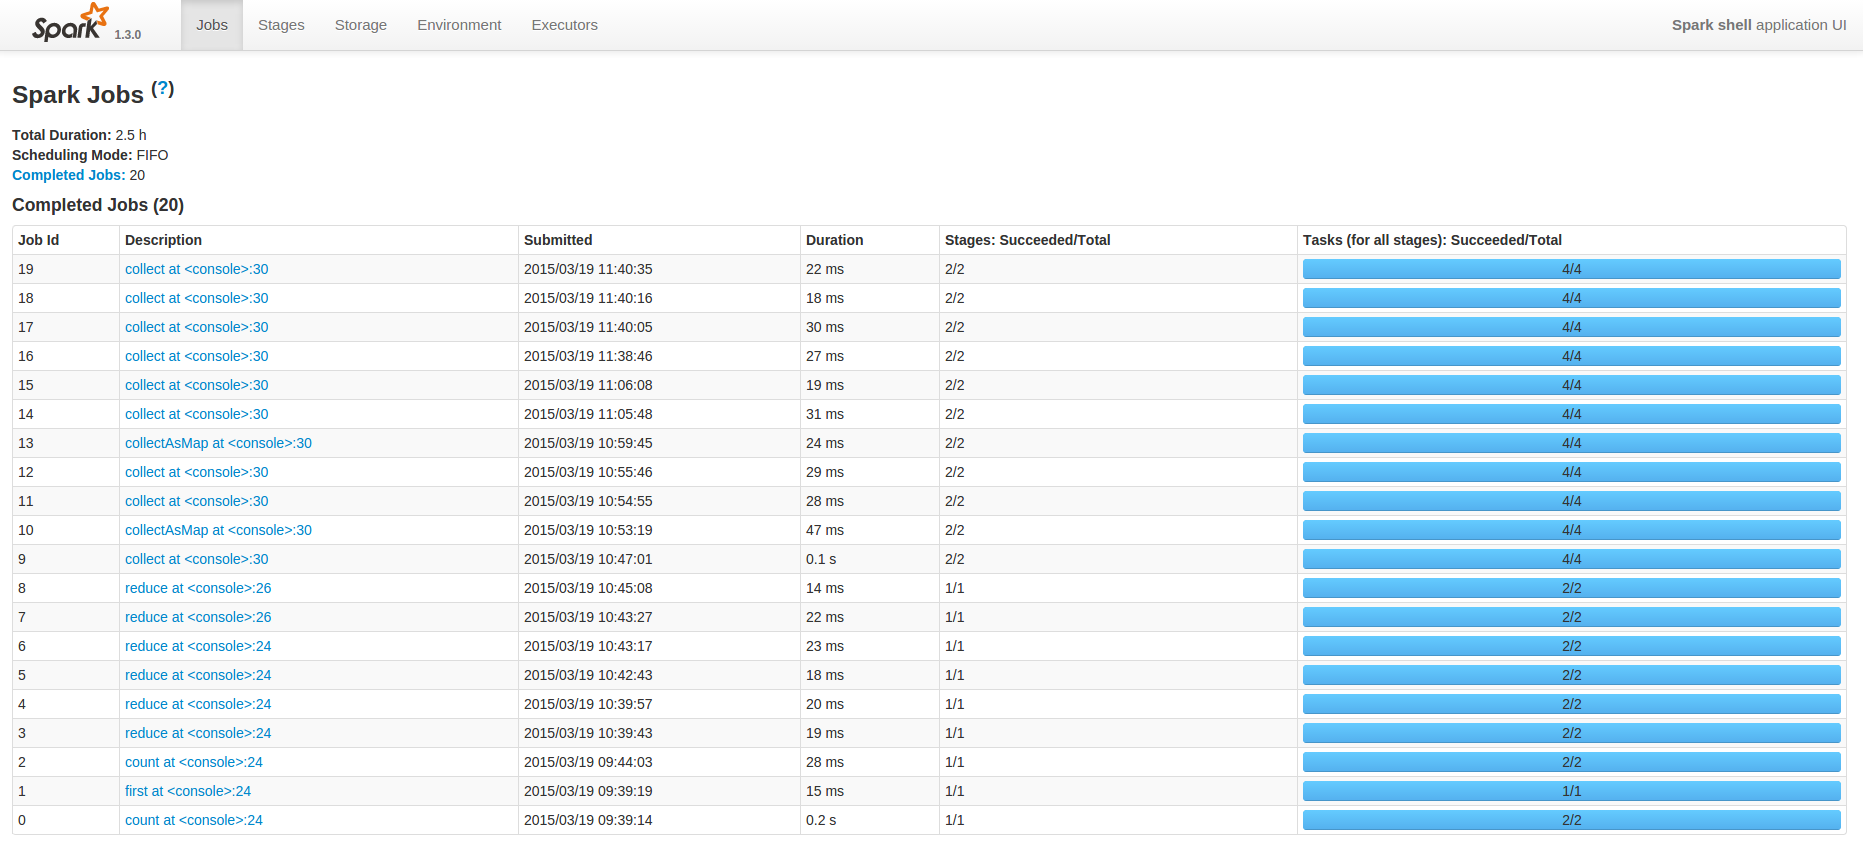 Spark 1.3.0 Jobs Stages Storage Environment Executors Spark shell application UI
Spark Jobs (?)
Total Duration: 2.5 h
Scheduling Mode: FIFO
Completed Jobs: 20
Completed Jobs (20)
Job Id Description Submitted Duration Stages: Succeeded/Total Tasks (for all stages): Succeeded/Total
19 collect at <console>:30 2015/03/19 11:40:35 22 ms 2/2 4/4
18 collect at <console>:30 2015/03/19 11:40:16 18 ms 2/2 4/4
17 collect at <console>:30 2015/03/19 11:40:05 30 ms 2/2 4/4
16 collect at <console>:30 2015/03/19 11:38:46 27 ms 2/2 4/4
15 collect at <console>:30 2015/03/19 11:06:08 19 ms 2/2 4/4
14 collect at <console>:30 2015/03/19 11:05:48 31 ms 2/2 4/4
13 collectAsMap at <console>:30 2015/03/19 10:59:45 24 ms 2/2 4/4
12 collect at <console>:30 2015/03/19 10:55:46 29 ms 2/2 4/4
11 collect at <console>:30 2015/03/19 10:54:55 28 ms 2/2 4/4
10 collectAsMap at <console>:30 2015/03/19 10:53:19 47 ms 2/2 4/4
9 collect at <console>:30 2015/03/19 10:47:01 0.1 s 2/2 4/4
8 reduce at <console>:26 2015/03/19 10:45:08 14 ms 1/1 2/2
7 reduce at <console>:26 2015/03/19 10:43:27 22 ms 1/1 2/2
6 reduce at <console>:24 2015/03/19 10:43:17 23 ms 1/1 2/2
5 reduce at <console>:24 2015/03/19 10:42:43 18 ms 1/1 2/2
4 reduce at <console>:24 2015/03/19 10:39:57 20 ms 1/1 2/2
3 reduce at <console>:24 2015/03/19 10:39:43 19 ms 1/1 2/2
2 count at <console>:24 2015/03/19 09:44:03 28 ms 1/1 2/2
1 first at <console>:24 2015/03/19 09:39:19 15 ms 1/1 1/1
0 count at <console>:24 2015/03/19 09:39:14 0.2 s 1/1 2/2